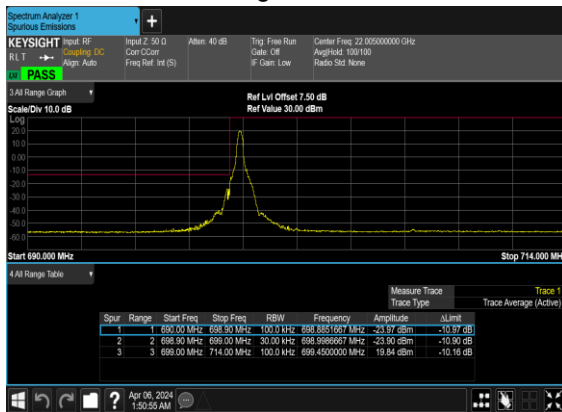 Spectrum Analyzer 1
Spurious Emissions
+
KEYSIGHT Input: RF Input Z: 50 Ω Atten: 40 dB Trig: Free Run Center Freq: 22.005000000 GHz
RLT Coupling: DC Corr CCorr Gate: Off Avg|Hold: 100/100
Align: Auto Freq Ref: Int (S) IF Gain: Low Radio Std: None
PASS
3 All Range Graph
Ref Lvl Offset 7.50 dB
Scale/Div 10.0 dB Ref Value 30.00 dBm
Log
20.0
10.0
0.00
-10.0
-20.0
-30.0
-40.0
-50.0
-60.0
Start 690.000 MHz Stop 714.000 MH
4 All Range Table
Measure Trace Trace 1
Trace Type Trace Average (Active)
Spur Range Start Freq Stop Freq RBW Frequency Amplitude ΔLimit
1 1 690.00 MHz 698.90 MHz 100.0 kHz 698.8851667 MHz -23.97 dBm -10.97 dB
2 2 698.90 MHz 699.00 MHz 30.00 kHz 698.9986667 MHz -23.90 dBm -10.90 dB
3 3 699.00 MHz 714.00 MHz 100.0 kHz 699.4500000 MHz 19.84 dBm -10.16 dB
? Apr 06, 2024
1:50:55 AM